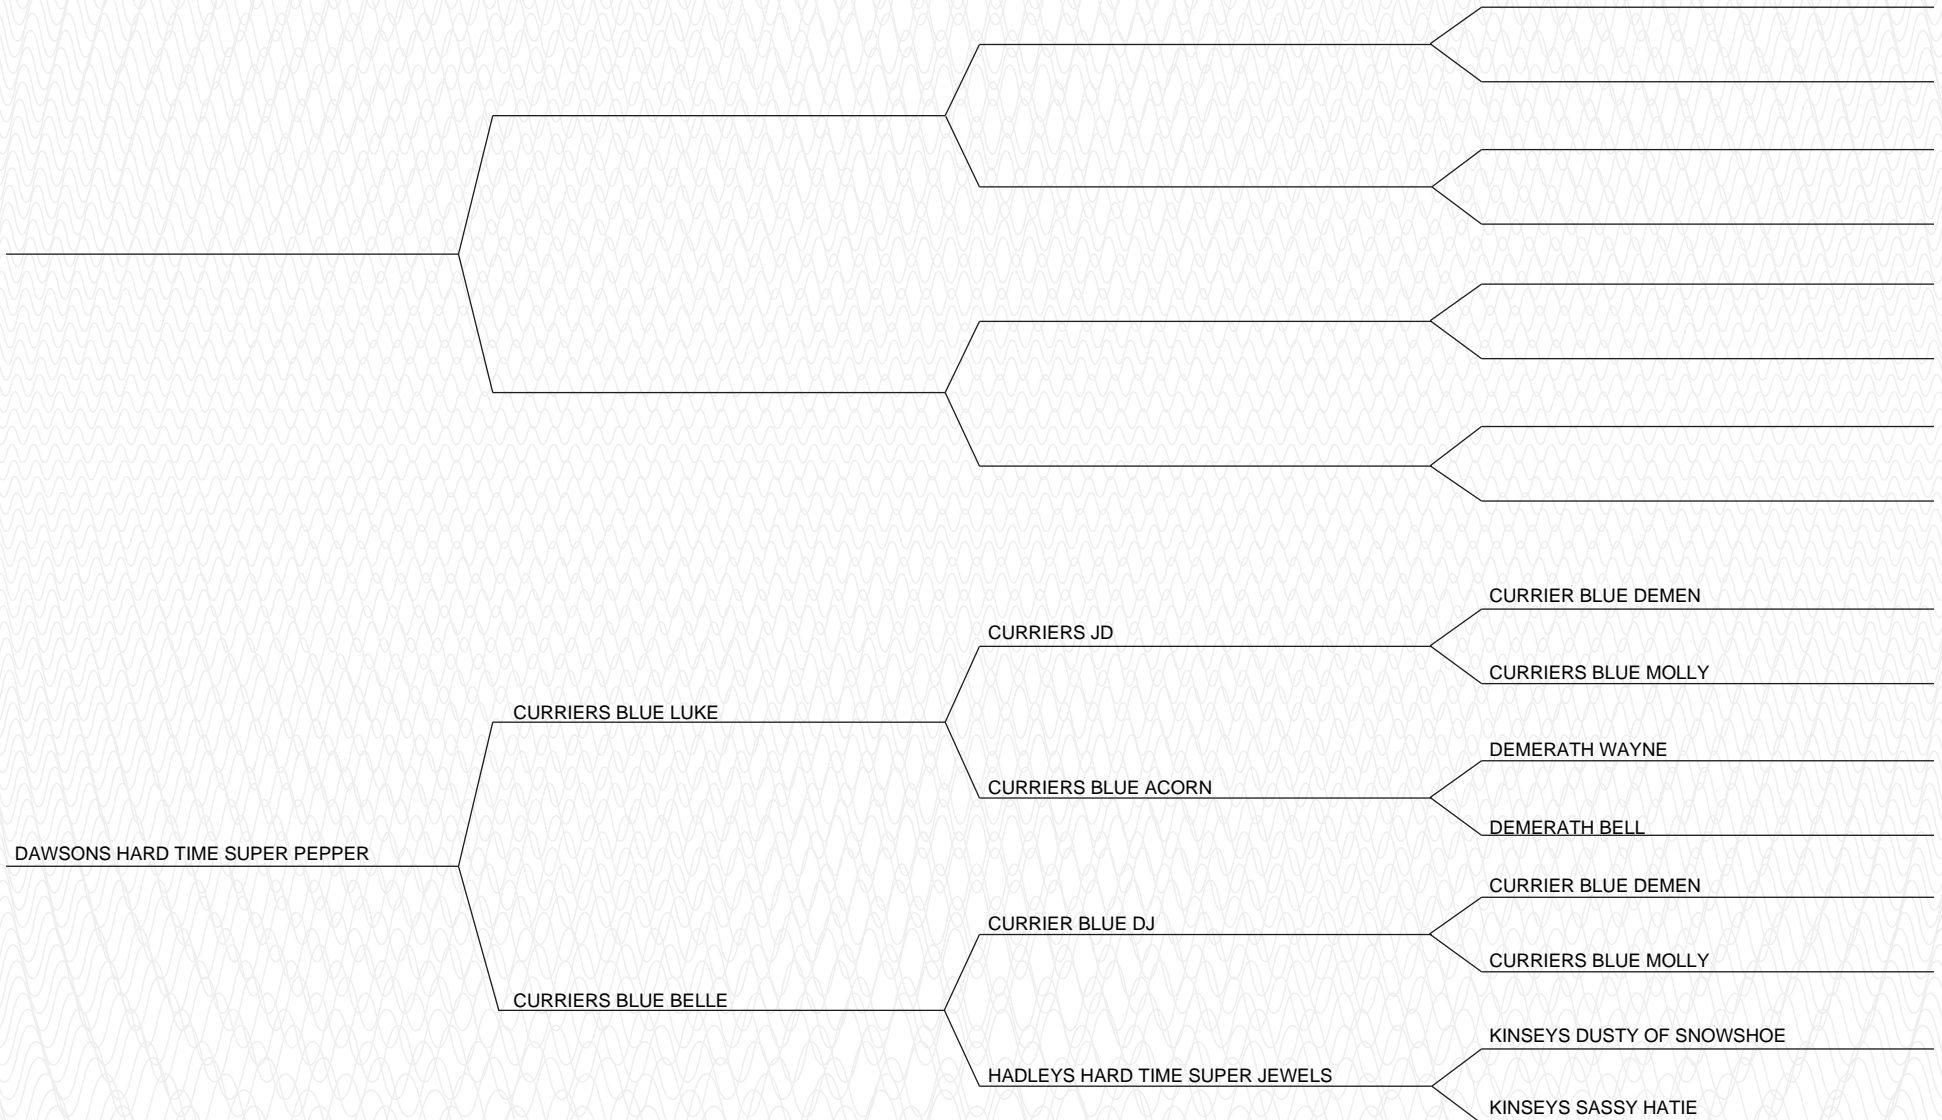 CURRIER BLUE DEMEN
CURRIERS JD
CURRIERS BLUE MOLLY
CURRIERS BLUE LUKE
DEMERATH WAYNE
CURRIERS BLUE ACORN
DEMERATH BELL
DAWSONS HARD TIME SUPER PEPPER
CURRIER BLUE DEMEN
CURRIER BLUE DJ
CURRIERS BLUE MOLLY
CURRIERS BLUE BELLE
KINSEYS DUSTY OF SNOWSHOE
HADLEYS HARD TIME SUPER JEWELS
KINSEYS SASSY HATIE